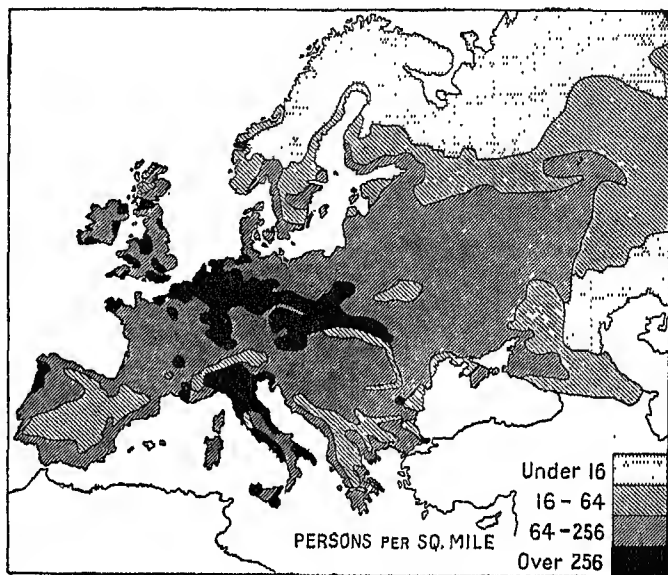 Under 16
16-64
64-256
Over 256
PERSONS PER SQ. MILE